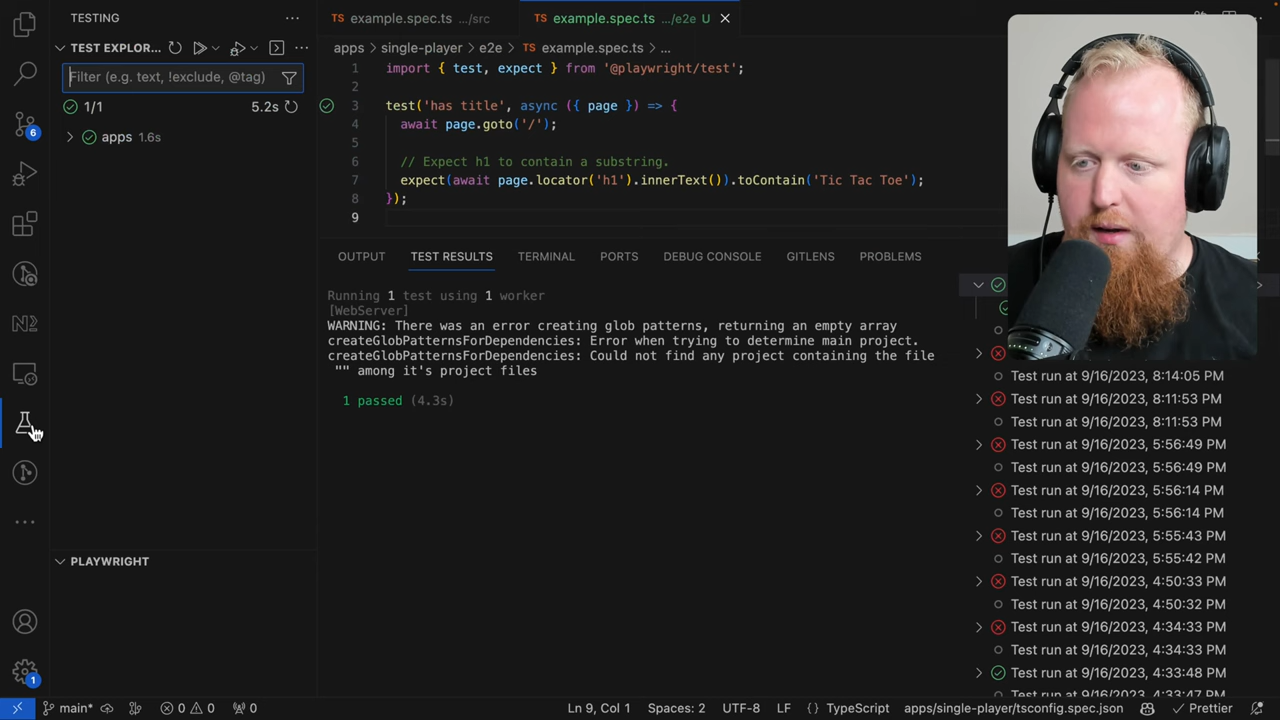 TESTING
TEST EXPLOR...
Filter (e.g. text, !exclude, @tag)
1/1
5.2s
apps 1.6s
6
PLAYWRIGHT
1
example.spec.ts .../src
example.spec.ts .../e2e U
apps > single-player > e2e > TS example.spec.ts > ...
1 import { test, expect } from '@playwright/test';
2
3 test('has title', async ({ page }) => {
4 await page.goto('/');
5
6 // Expect h1 to contain a substring.
7 expect(await page.locator('h1').innerText()).toContain('Tic Tac Toe');
8 });
9
OUTPUT
TEST RESULTS
TERMINAL
PORTS
DEBUG CONSOLE
GITLENS
PROBLEMS
Running 1 test using 1 worker
[WebServer]
WARNING: There was an error creating glob patterns, returning an empty array
createGlobPatternsForDependencies: Error when trying to determine main project.
createGlobPatternsForDependencies: Could not find any project containing the file
"" among it's project files
1 passed (4.3s)
Test run at 9/16/2023, 8:14:05 PM
Test run at 9/16/2023, 8:11:53 PM
Test run at 9/16/2023, 8:11:53 PM
Test run at 9/16/2023, 5:56:49 PM
Test run at 9/16/2023, 5:56:49 PM
Test run at 9/16/2023, 5:56:14 PM
Test run at 9/16/2023, 5:56:14 PM
Test run at 9/16/2023, 5:55:43 PM
Test run at 9/16/2023, 5:55:42 PM
Test run at 9/16/2023, 4:50:33 PM
Test run at 9/16/2023, 4:50:32 PM
Test run at 9/16/2023, 4:34:33 PM
Test run at 9/16/2023, 4:34:33 PM
Test run at 9/16/2023, 4:33:48 PM
Test run at 9/16/2023, 4:33:47 PM
main*
0 0
0
Ln 9, Col 1
Spaces: 2
UTF-8
LF
{} TypeScript
apps/single-player/tsconfig.spec.json
Prettier